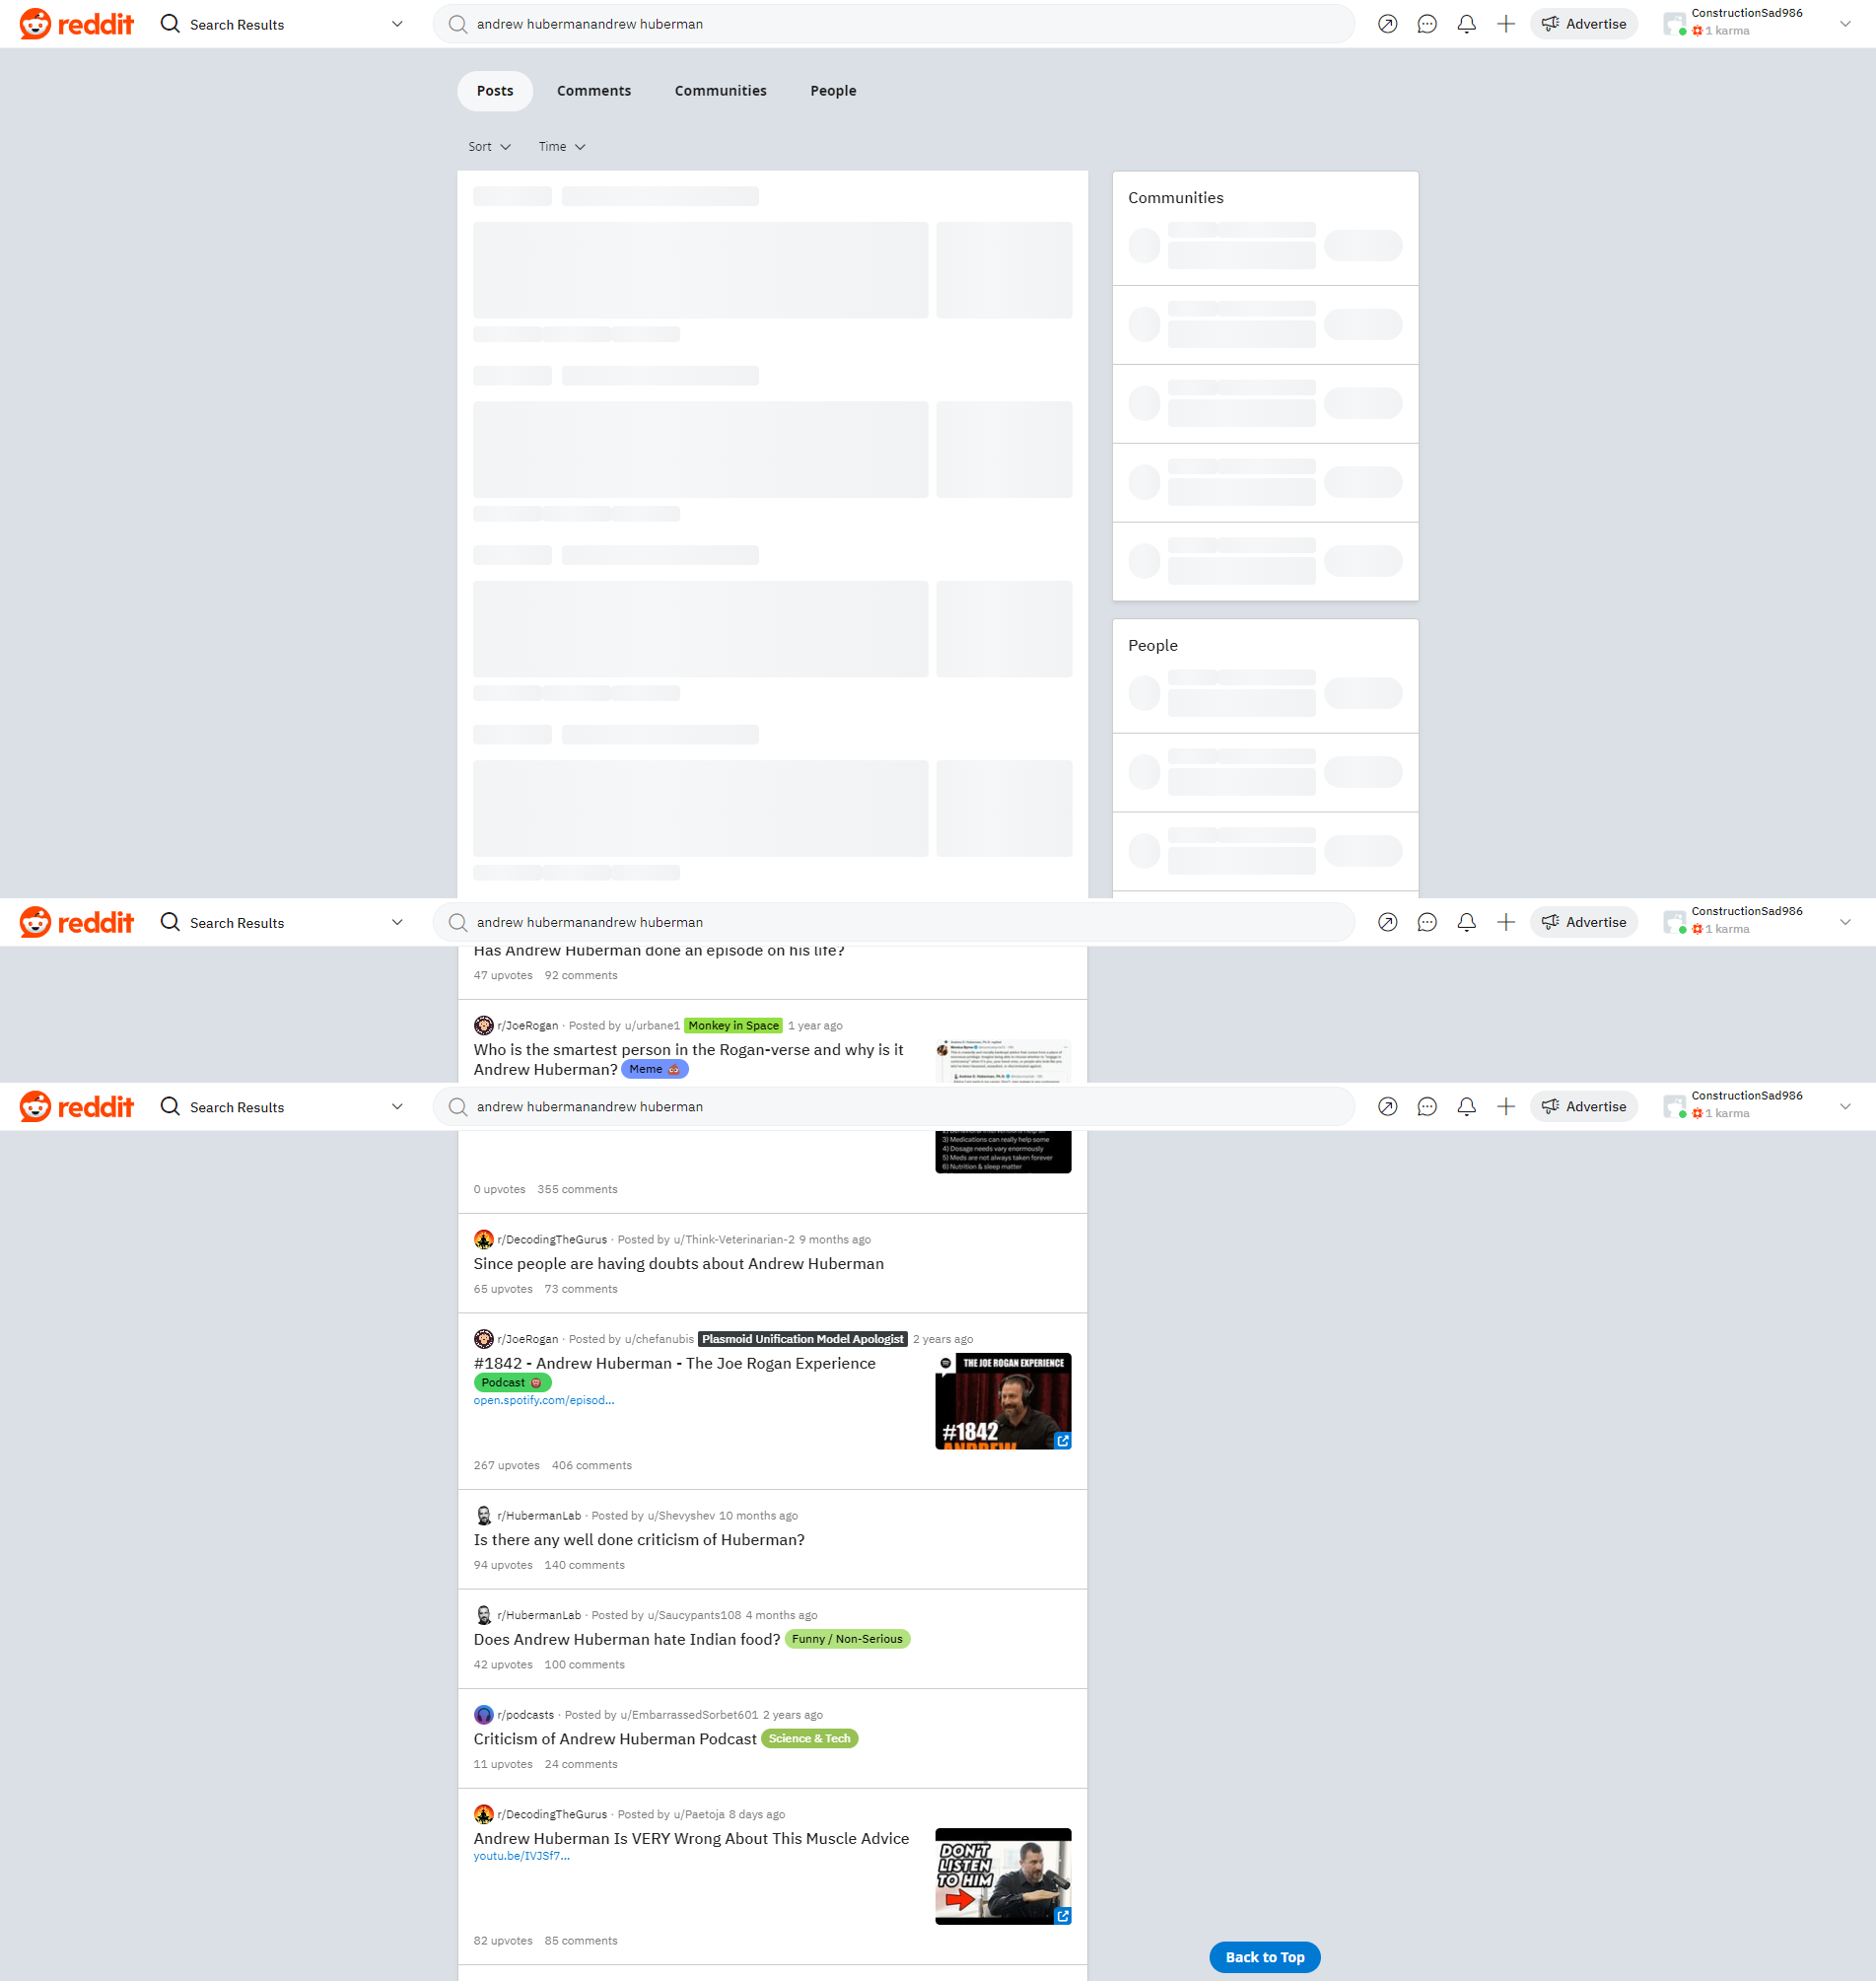 reddit Search Results andrew hubermanandrew huberman Advertise ConstructionSad986
1 karma
Posts Comments Communities People
Sort Time
Communities
People
reddit Search Results andrew hubermanandrew huberman Advertise ConstructionSad986
1 karma
Has Andrew Huberman done an episode on his life?
47 upvotes 92 comments
r/JoeRogan · Posted by u/urbane1 Monkey in Space 1 year ago
Who is the smartest person in the Rogan-verse and why is it
Andrew Huberman? Meme
reddit Search Results andrew hubermanandrew huberman Advertise ConstructionSad986
1 karma
3) Medications can really help some
4) Dosage needs vary enormously
5) Meds are not always taken forever
6) Nutrition & sleep matter
0 upvotes 355 comments
r/DecodingTheGurus · Posted by u/Think-Veterinarian-2 9 months ago
Since people are having doubts about Andrew Huberman
65 upvotes 73 comments
r/JoeRogan · Posted by u/chefanubis Plasmoid Unification Model Apologist 2 years ago
#1842 - Andrew Huberman - The Joe Rogan Experience
Podcast
open.spotify.com/episod...
THE JOE ROGAN EXPERIENCE
#1842
ANDREW
267 upvotes 406 comments
r/HubermanLab · Posted by u/Shevyshev 10 months ago
Is there any well done criticism of Huberman?
94 upvotes 140 comments
r/HubermanLab · Posted by u/Saucypants108 4 months ago
Does Andrew Huberman hate Indian food? Funny / Non-Serious
42 upvotes 100 comments
r/podcasts · Posted by u/EmbarrassedSorbet601 2 years ago
Criticism of Andrew Huberman Podcast Science & Tech
11 upvotes 24 comments
r/DecodingTheGurus · Posted by u/Paetoja 8 days ago
Andrew Huberman Is VERY Wrong About This Muscle Advice
youtu.be/IVJSf7...
DON'T
LISTEN
TO HIM
82 upvotes 85 comments
Back to Top